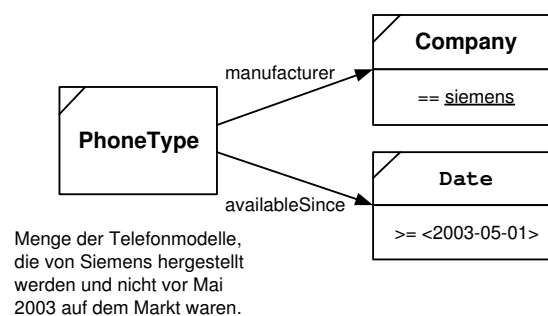 Company
manufacturer
== siemens
PhoneType
Date
availableSince
>= <2003-05-01>
Menge der Telefonmodelle,
die von Siemens hergestellt
werden und nicht vor Mai
2003 auf dem Markt waren.